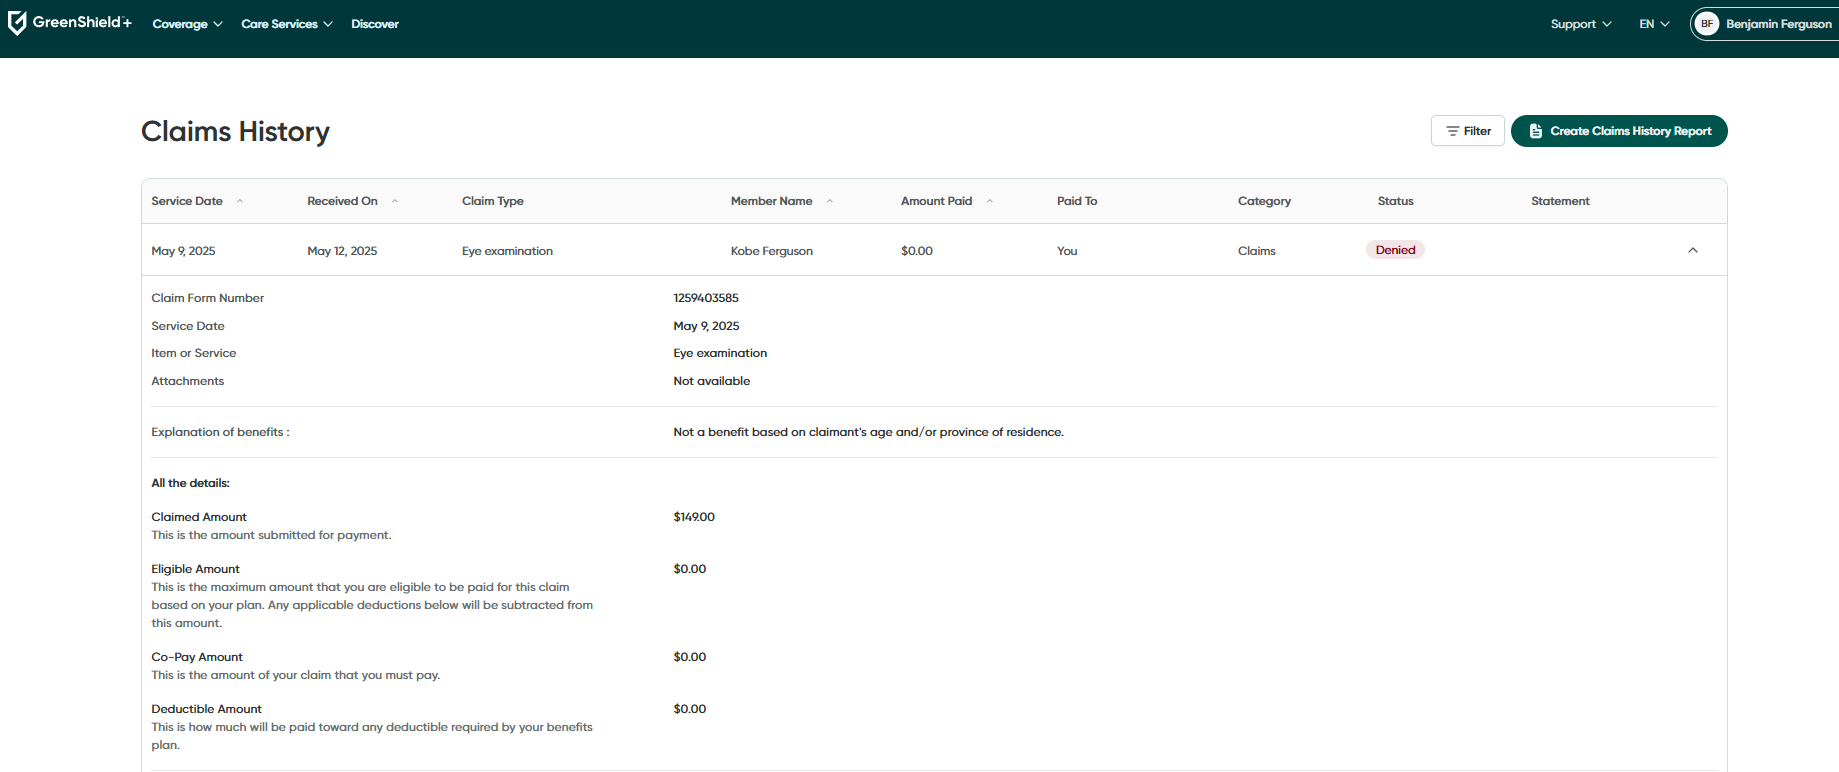 GreenShield+ Coverage Care Services Discover Support EN BF Benjamin Ferguson
Claims History Filter Create Claims History Report
Service Date Received On Claim Type Member Name Amount Paid Paid To Category Status Statement
May 9, 2025 May 12, 2025 Eye examination Kobe Ferguson $0.00 You Claims Denied
Claim Form Number 1259403585
Service Date May 9, 2025
Item or Service Eye examination
Attachments Not available
Explanation of benefits : Not a benefit based on claimant's age and/or province of residence.
All the details:
Claimed Amount $149.00
This is the amount submitted for payment.
Eligible Amount $0.00
This is the maximum amount that you are eligible to be paid for this claim
based on your plan. Any applicable deductions below will be subtracted from
this amount.
Co-Pay Amount $0.00
This is the amount of your claim that you must pay.
Deductible Amount $0.00
This is how much will be paid toward any deductible required by your benefits
plan.